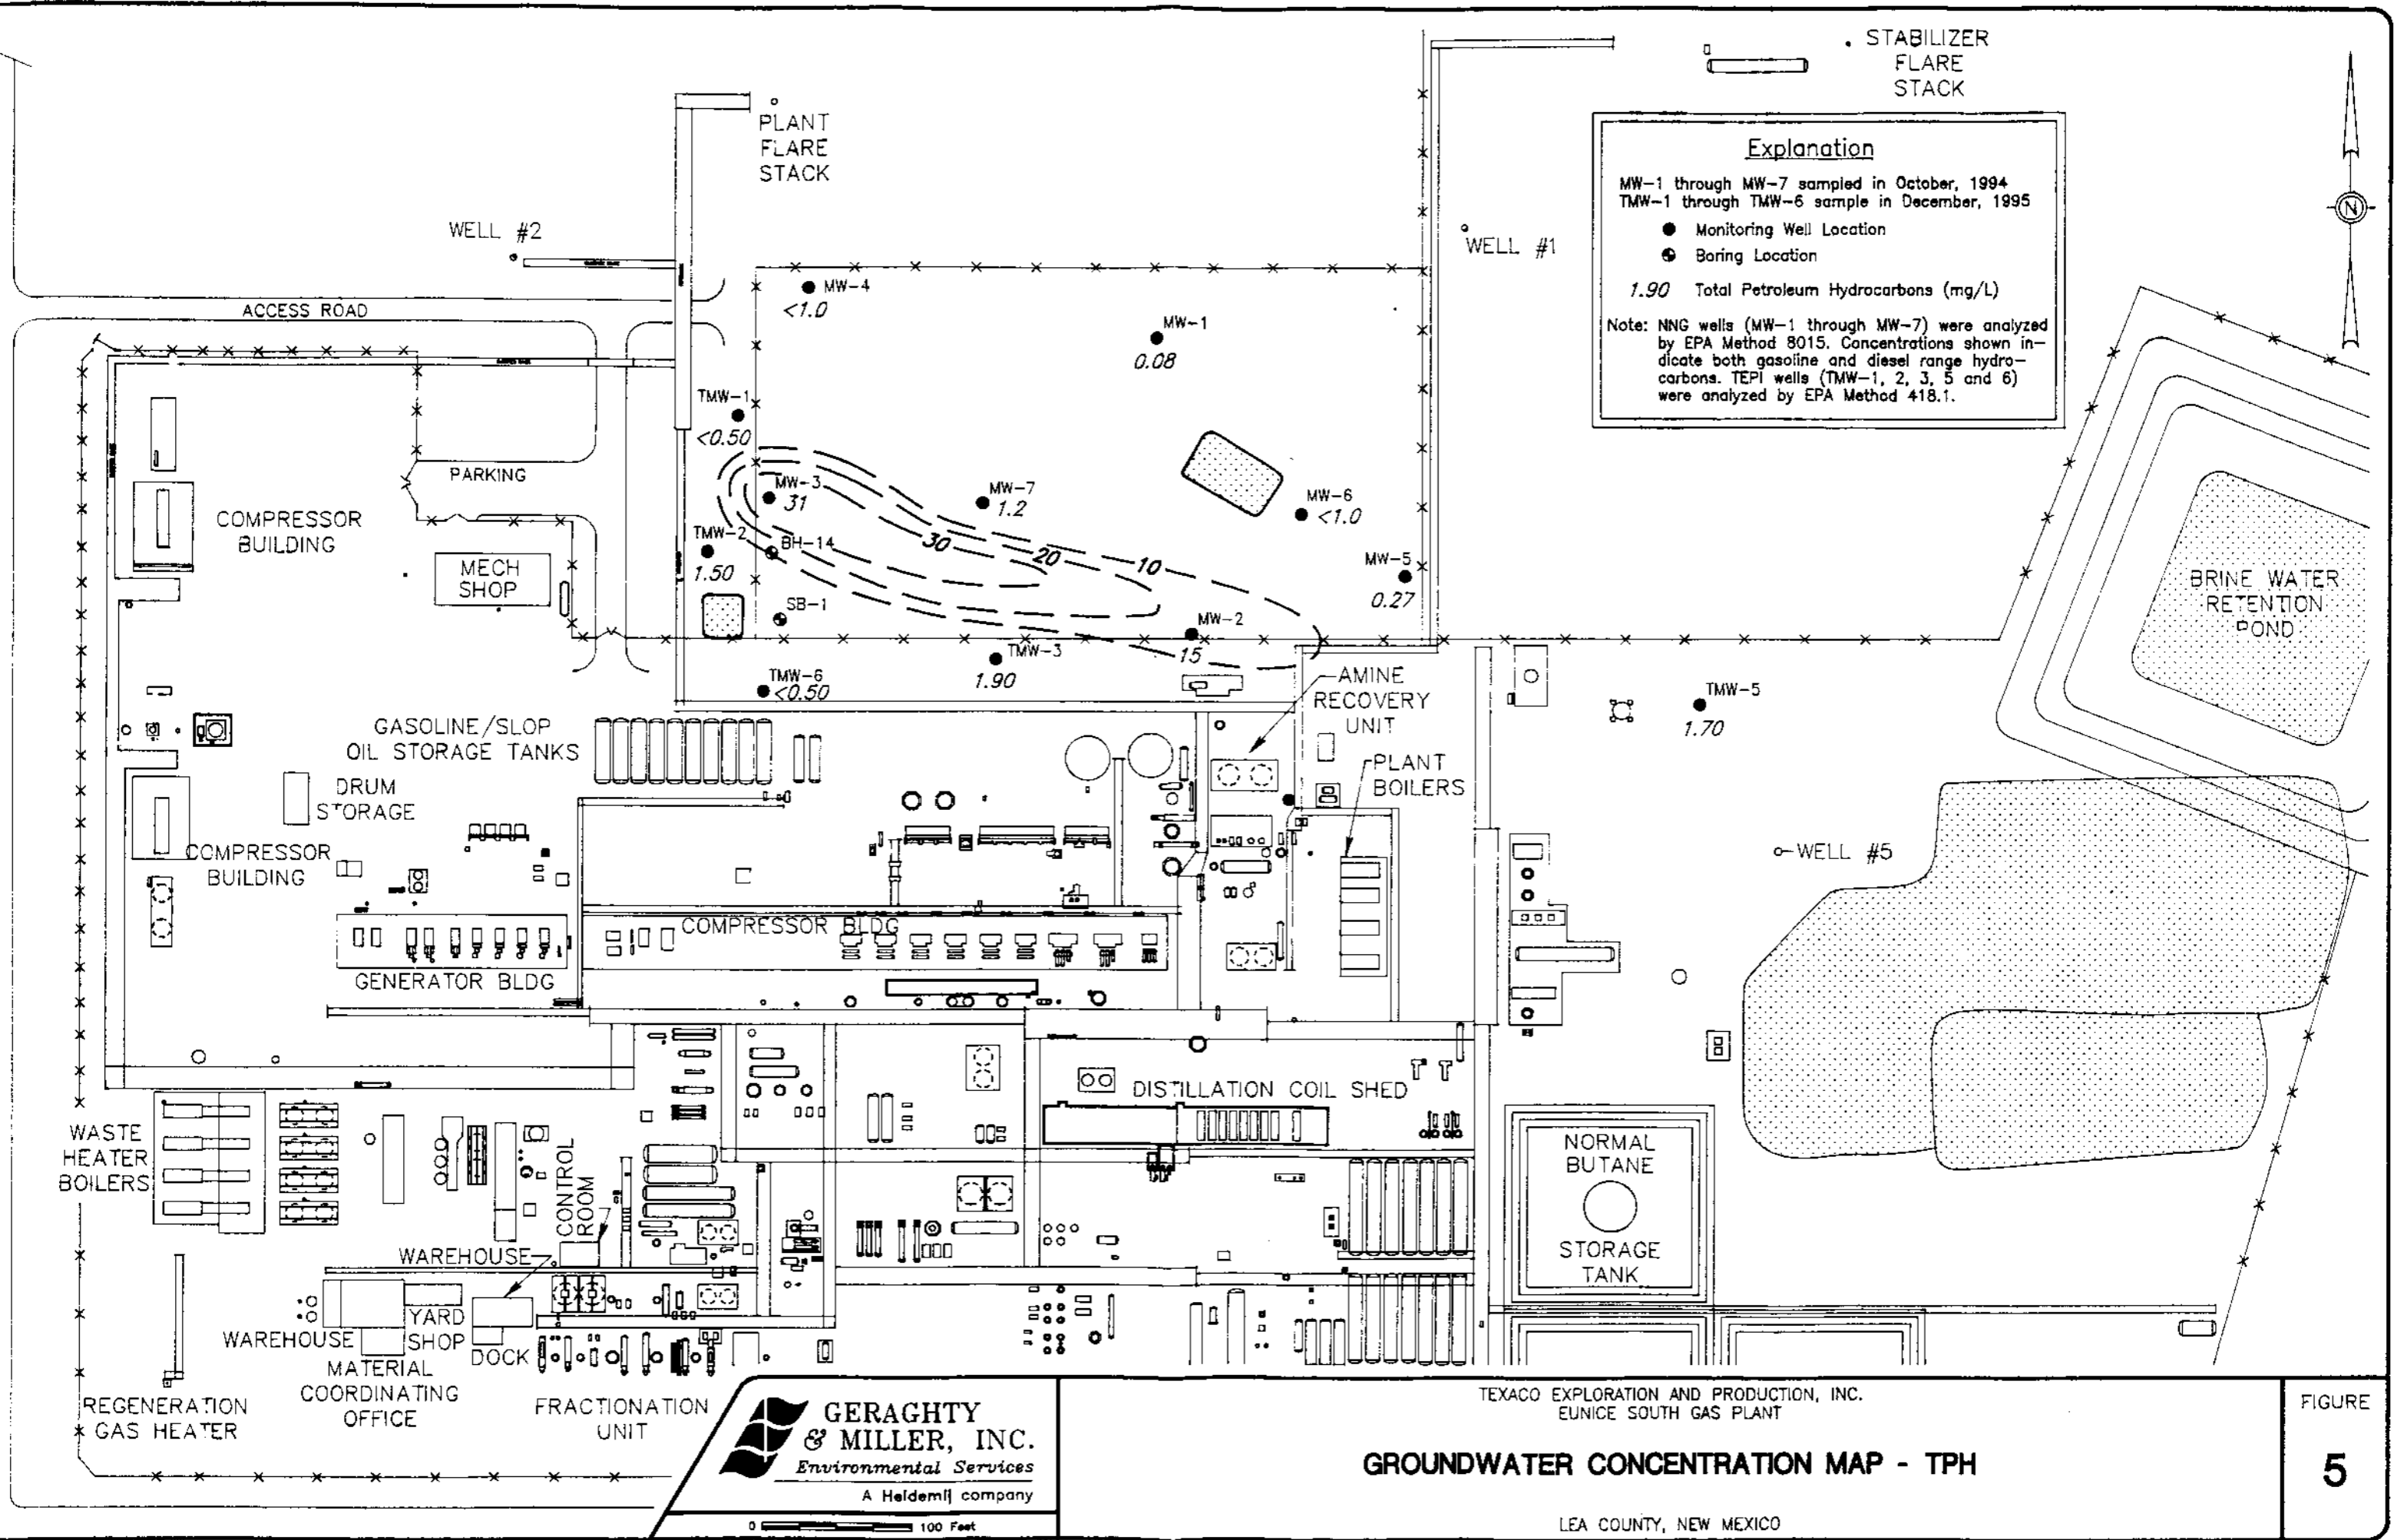 STABILIZER
FLARE
STACK
PLANT
FLARE
STACK
Explanation
MW-1 through MW-7 sampled in October, 1994
TMW-1 through TMW-6 sample in December, 1995
Monitoring Well Location
Boring Location
1.90 Total Petroleum Hydrocarbons (mg/L)
Note: NNG wells (MW-1 through MW-7) were analyzed
by EPA Method 8015. Concentrations shown in-
dicate both gasoline and diesel range hydro-
carbons. TEPI wells (TMW-1, 2, 3, 5 and 6)
were analyzed by EPA Method 418.1.
N
WELL #2
WELL #1
ACCESS ROAD
MW-4
<1.0
MW-1
0.08
TMW-1
<0.50
PARKING
MW-3
31
MW-7
1.2
MW-6
<1.0
COMPRESSOR
BUILDING
TMW-2
1.50
BH-14
30
20
10
MW-5
0.27
MECH
SHOP
SB-1
MW-2
15
BRINE WATER
RETENTION
POND
TMW-3
1.90
TMW-6
<0.50
AMINE
RECOVERY
UNIT
TMW-5
1.70
GASOLINE/SLOP
OIL STORAGE TANKS
PLANT
BOILERS
DRUM
STORAGE
COMPRESSOR
BUILDING
WELL #5
COMPRESSOR BLDG
GENERATOR BLDG
DISTILLATION COIL SHED
WASTE
HEATER
BOILERS
CONTROL
ROOM
NORMAL
BUTANE
STORAGE
TANK
WAREHOUSE
WAREHOUSE
YARD
SHOP
DOCK
MATERIAL
COORDINATING
OFFICE
REGENERATION
GAS HEATER
FRACTIONATION
UNIT
GERAGHTY
& MILLER, INC.
Environmental Services
A Heidemij company
0 100 Feet
TEXACO EXPLORATION AND PRODUCTION, INC.
EUNICE SOUTH GAS PLANT
GROUNDWATER CONCENTRATION MAP - TPH
LEA COUNTY, NEW MEXICO
FIGURE
5